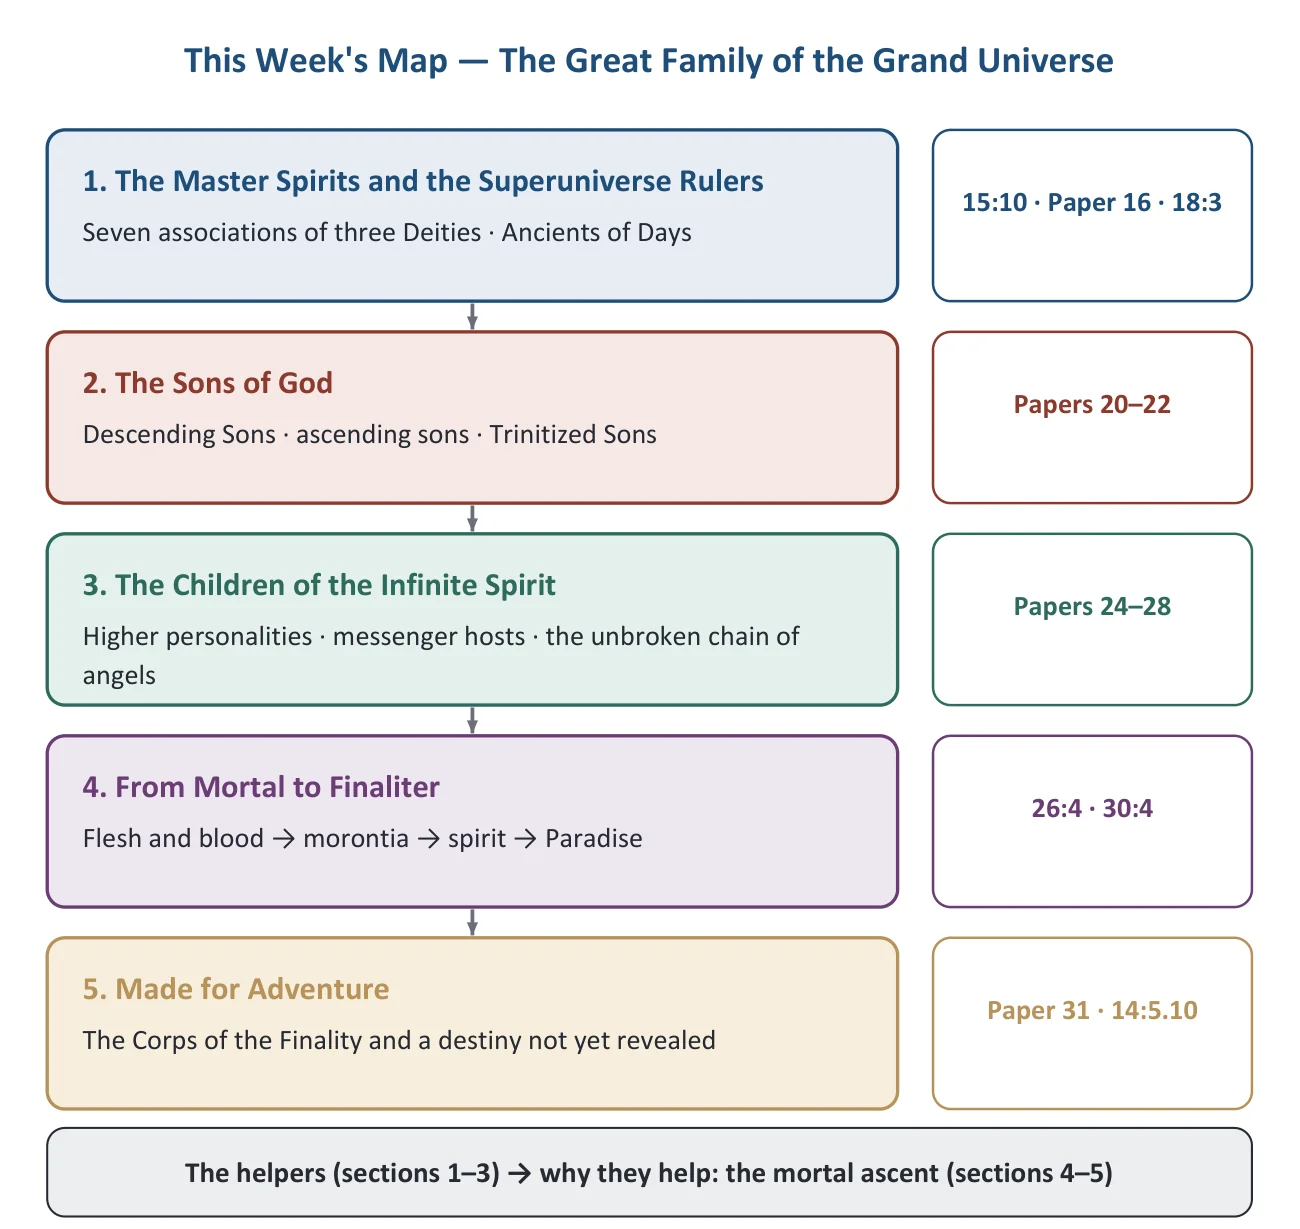 This Week's Map — The Great Family of the Grand Universe
1. The Master Spirits and the Superuniverse Rulers
Seven associations of three Deities · Ancients of Days
15:10 · Paper 16 · 18:3
2. The Sons of God
Descending Sons · ascending sons · Trinitized Sons
Papers 20–22
3. The Children of the Infinite Spirit
Higher personalities · messenger hosts · the unbroken chain of
angels
Papers 24–28
4. From Mortal to Finaliter
Flesh and blood → morontia → spirit → Paradise
26:4 · 30:4
5. Made for Adventure
The Corps of the Finality and a destiny not yet revealed
Paper 31 · 14:5.10
The helpers (sections 1–3) → why they help: the mortal ascent (sections 4–5)